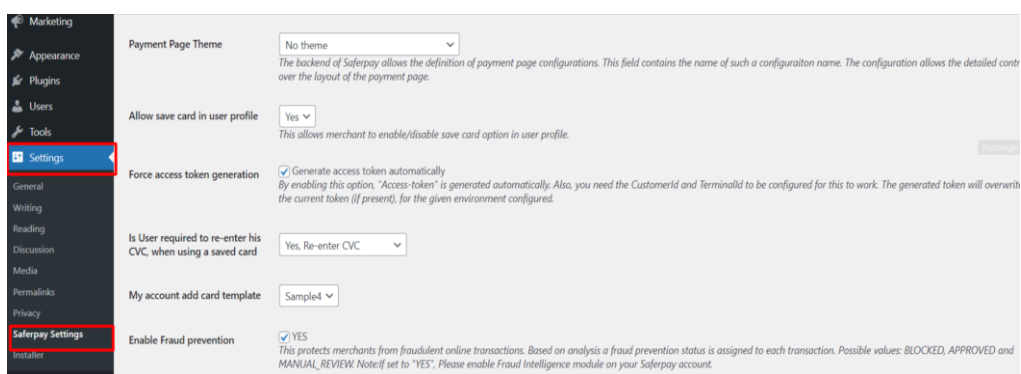 Marketing
Appearance
Plugins
Users
Tools
Settings
General
Writing
Reading
Discussion
Media
Permalinks
Privacy
Saferpay Settings
Installer
Payment Page Theme
No theme
The backend of Saferpay allows the definition of payment page configurations. This field contains the name of such a configuraiton name. The configuration allows the detailed contr
over the layout of the payment page.
Allow save card in user profile
Yes
This allows merchant to enable/disable save card option in user profile.
Force access token generation
Generate access token automatically
By enabling this option, "Access-token" is generated automatically. Also, you need the CustomerId and TerminalId to be configured for this to work. The generated token will overwrite
the current token (if present), for the given environment configured.
Is User required to re-enter his
CVC, when using a saved card
Yes, Re-enter CVC
My account add card template
Sample4
Enable Fraud prevention
YES
This protects merchants from fraudulent online transactions. Based on analysis a fraud prevention status is assigned to each transaction. Possible values: BLOCKED, APPROVED and
MANUAL_REVIEW. Note:If set to "YES", Please enable Fraud Intelligence module on your Saferpay account.